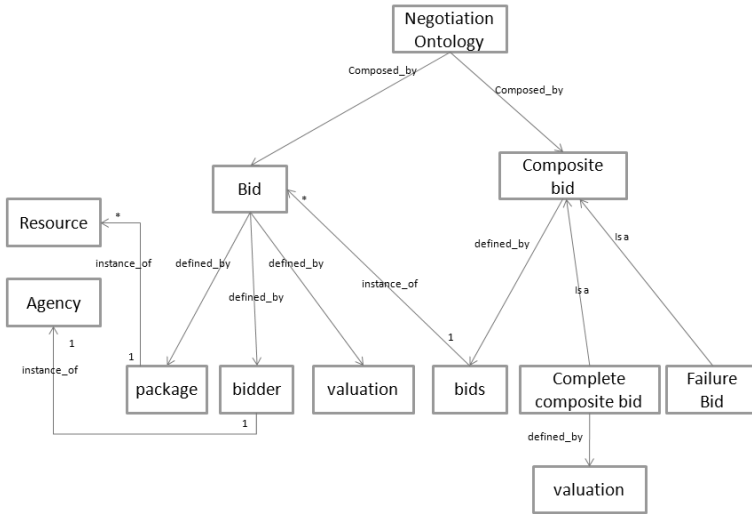 Negotiation
Ontology
Composed_by
Composed_by
Composite
bid
Bid
*
Resource
*
defined_by
Is a
instance_of
defined_by
defined_by
defined_by
instance_of
Is a
Agency
1
1
1
instance_of
package
bidder
valuation
bids
Complete
composite bid
Failure
Bid
1
defined_by
valuation